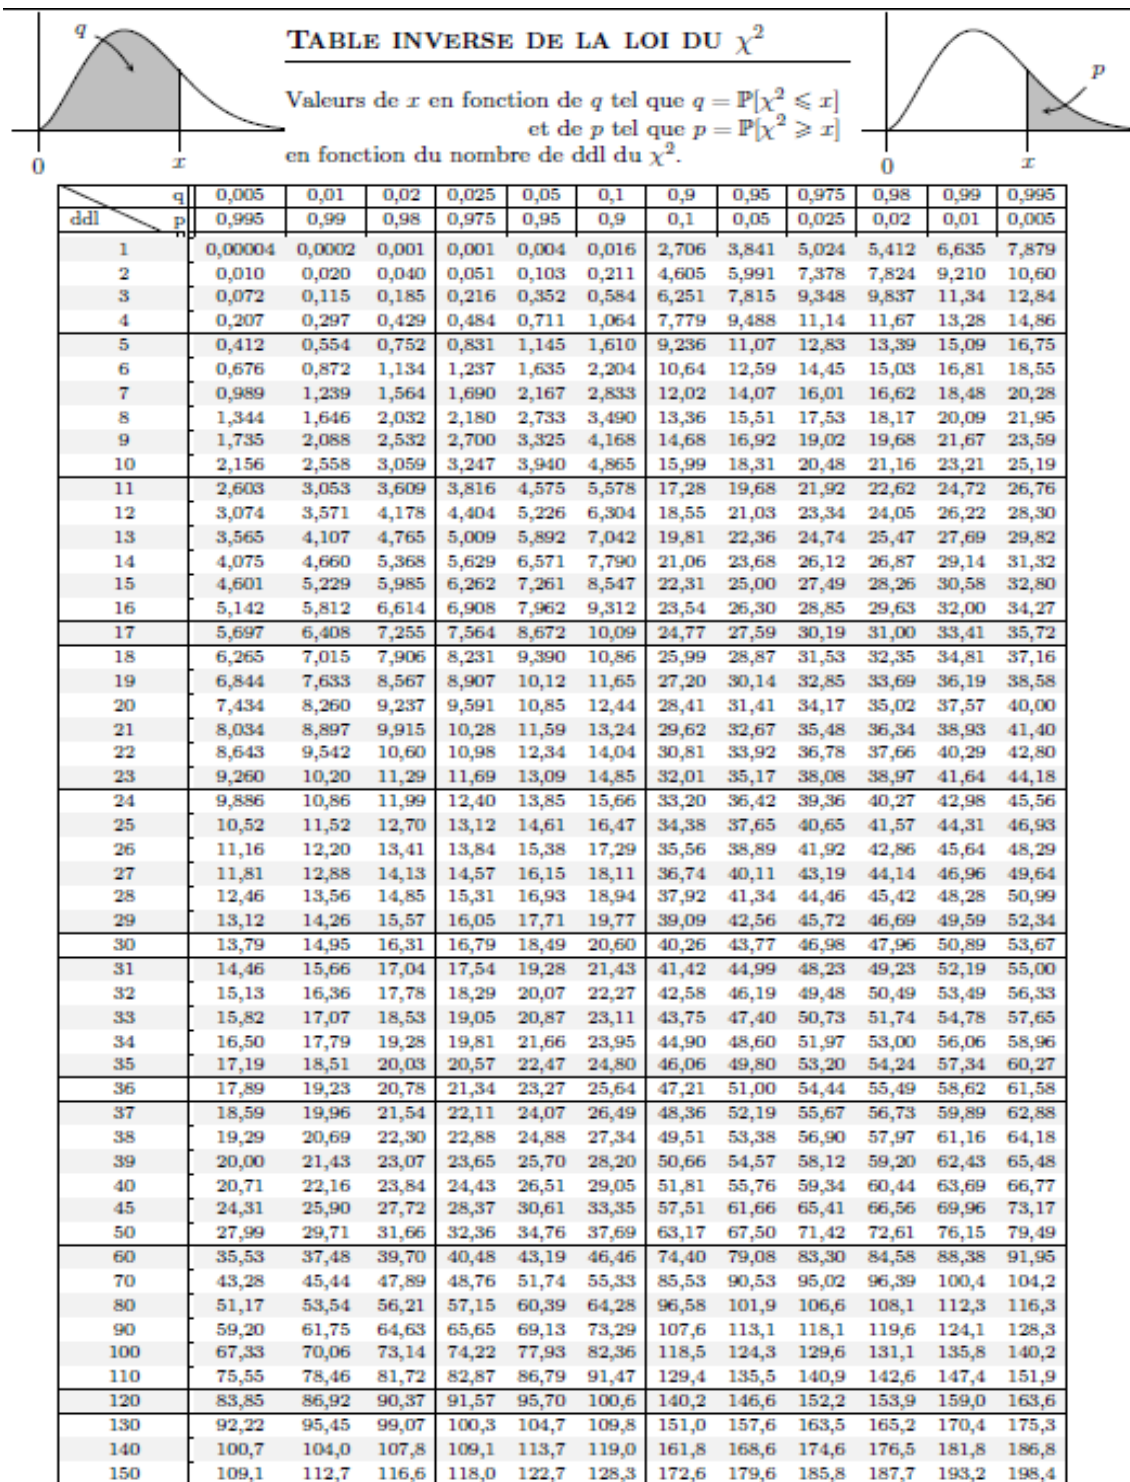 q
TABLE INVERSE DE LA LOI DU χ²
p
Valeurs de x en fonction de q tel que q = ℙ[χ² ⩽ x]
et de p tel que p = ℙ[χ² ⩾ x]
en fonction du nombre de ddl du χ².
0 x 0 x
q 0,005 0,01 0,02 0,025 0,05 0,1 0,9 0,95 0,975 0,98 0,99 0,995
ddl p 0,995 0,99 0,98 0,975 0,95 0,9 0,1 0,05 0,025 0,02 0,01 0,005
1 0,00004 0,0002 0,001 0,001 0,004 0,016 2,706 3,841 5,024 5,412 6,635 7,879
2 0,010 0,020 0,040 0,051 0,103 0,211 4,605 5,991 7,378 7,824 9,210 10,60
3 0,072 0,115 0,185 0,216 0,352 0,584 6,251 7,815 9,348 9,837 11,34 12,84
4 0,207 0,297 0,429 0,484 0,711 1,064 7,779 9,488 11,14 11,67 13,28 14,86
5 0,412 0,554 0,752 0,831 1,145 1,610 9,236 11,07 12,83 13,39 15,09 16,75
6 0,676 0,872 1,134 1,237 1,635 2,204 10,64 12,59 14,45 15,03 16,81 18,55
7 0,989 1,239 1,564 1,690 2,167 2,833 12,02 14,07 16,01 16,62 18,48 20,28
8 1,344 1,646 2,032 2,180 2,733 3,490 13,36 15,51 17,53 18,17 20,09 21,95
9 1,735 2,088 2,532 2,700 3,325 4,168 14,68 16,92 19,02 19,68 21,67 23,59
10 2,156 2,558 3,059 3,247 3,940 4,865 15,99 18,31 20,48 21,16 23,21 25,19
11 2,603 3,053 3,609 3,816 4,575 5,578 17,28 19,68 21,92 22,62 24,72 26,76
12 3,074 3,571 4,178 4,404 5,226 6,304 18,55 21,03 23,34 24,05 26,22 28,30
13 3,565 4,107 4,765 5,009 5,892 7,042 19,81 22,36 24,74 25,47 27,69 29,82
14 4,075 4,660 5,368 5,629 6,571 7,790 21,06 23,68 26,12 26,87 29,14 31,32
15 4,601 5,229 5,985 6,262 7,261 8,547 22,31 25,00 27,49 28,26 30,58 32,80
16 5,142 5,812 6,614 6,908 7,962 9,312 23,54 26,30 28,85 29,63 32,00 34,27
17 5,697 6,408 7,255 7,564 8,672 10,09 24,77 27,59 30,19 31,00 33,41 35,72
18 6,265 7,015 7,906 8,231 9,390 10,86 25,99 28,87 31,53 32,35 34,81 37,16
19 6,844 7,633 8,567 8,907 10,12 11,65 27,20 30,14 32,85 33,69 36,19 38,58
20 7,434 8,260 9,237 9,591 10,85 12,44 28,41 31,41 34,17 35,02 37,57 40,00
21 8,034 8,897 9,915 10,28 11,59 13,24 29,62 32,67 35,48 36,34 38,93 41,40
22 8,643 9,542 10,60 10,98 12,34 14,04 30,81 33,92 36,78 37,66 40,29 42,80
23 9,260 10,20 11,29 11,69 13,09 14,85 32,01 35,17 38,08 38,97 41,64 44,18
24 9,886 10,86 11,99 12,40 13,85 15,66 33,20 36,42 39,36 40,27 42,98 45,56
25 10,52 11,52 12,70 13,12 14,61 16,47 34,38 37,65 40,65 41,57 44,31 46,93
26 11,16 12,20 13,41 13,84 15,38 17,29 35,56 38,89 41,92 42,86 45,64 48,29
27 11,81 12,88 14,13 14,57 16,15 18,11 36,74 40,11 43,19 44,14 46,96 49,64
28 12,46 13,56 14,85 15,31 16,93 18,94 37,92 41,34 44,46 45,42 48,28 50,99
29 13,12 14,26 15,57 16,05 17,71 19,77 39,09 42,56 45,72 46,69 49,59 52,34
30 13,79 14,95 16,31 16,79 18,49 20,60 40,26 43,77 46,98 47,96 50,89 53,67
31 14,46 15,66 17,04 17,54 19,28 21,43 41,42 44,99 48,23 49,23 52,19 55,00
32 15,13 16,36 17,78 18,29 20,07 22,27 42,58 46,19 49,48 50,49 53,49 56,33
33 15,82 17,07 18,53 19,05 20,87 23,11 43,75 47,40 50,73 51,74 54,78 57,65
34 16,50 17,79 19,28 19,81 21,66 23,95 44,90 48,60 51,97 53,00 56,06 58,96
35 17,19 18,51 20,03 20,57 22,47 24,80 46,06 49,80 53,20 54,24 57,34 60,27
36 17,89 19,23 20,78 21,34 23,27 25,64 47,21 51,00 54,44 55,49 58,62 61,58
37 18,59 19,96 21,54 22,11 24,07 26,49 48,36 52,19 55,67 56,73 59,89 62,88
38 19,29 20,69 22,30 22,88 24,88 27,34 49,51 53,38 56,90 57,97 61,16 64,18
39 20,00 21,43 23,07 23,65 25,70 28,20 50,66 54,57 58,12 59,20 62,43 65,48
40 20,71 22,16 23,84 24,43 26,51 29,05 51,81 55,76 59,34 60,44 63,69 66,77
45 24,31 25,90 27,72 28,37 30,61 33,35 57,51 61,66 65,41 66,56 69,96 73,17
50 27,99 29,71 31,66 32,36 34,76 37,69 63,17 67,50 71,42 72,61 76,15 79,49
60 35,53 37,48 39,70 40,48 43,19 46,46 74,40 79,08 83,30 84,58 88,38 91,95
70 43,28 45,44 47,89 48,76 51,74 55,33 85,53 90,53 95,02 96,39 100,4 104,2
80 51,17 53,54 56,21 57,15 60,39 64,28 96,58 101,9 106,6 108,1 112,3 116,3
90 59,20 61,75 64,63 65,65 69,13 73,29 107,6 113,1 118,1 119,6 124,1 128,3
100 67,33 70,06 73,14 74,22 77,93 82,36 118,5 124,3 129,6 131,1 135,8 140,2
110 75,55 78,46 81,72 82,87 86,79 91,47 129,4 135,5 140,9 142,6 147,4 151,9
120 83,85 86,92 90,37 91,57 95,70 100,6 140,2 146,6 152,2 153,9 159,0 163,6
130 92,22 95,45 99,07 100,3 104,7 109,8 151,0 157,6 163,5 165,2 170,4 175,3
140 100,7 104,0 107,8 109,1 113,7 119,0 161,8 168,6 174,6 176,5 181,8 186,8
150 109,1 112,7 116,6 118,0 122,7 128,3 172,6 179,6 185,8 187,7 193,2 198,4